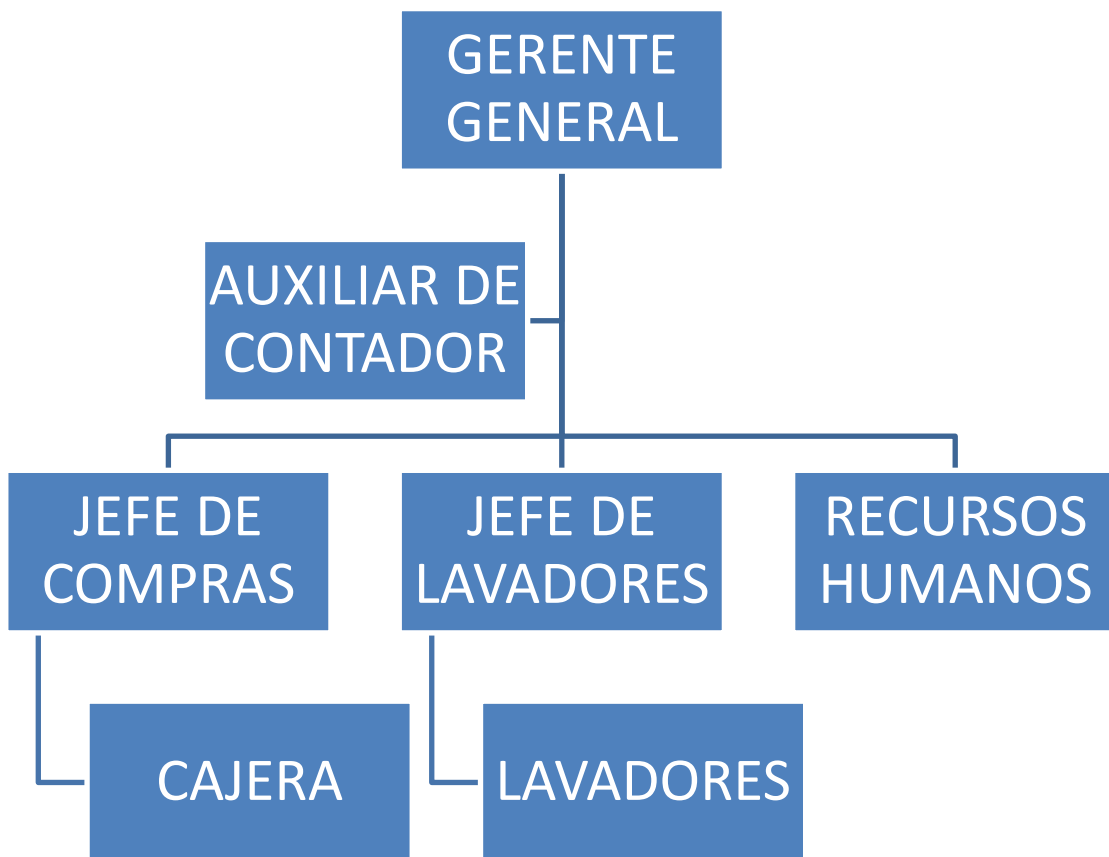 GERENTE
GENERAL
AUXILIAR DE
CONTADOR
JEFE DE
COMPRAS
JEFE DE
LAVADORES
RECURSOS
HUMANOS
CAJERA
LAVADORES